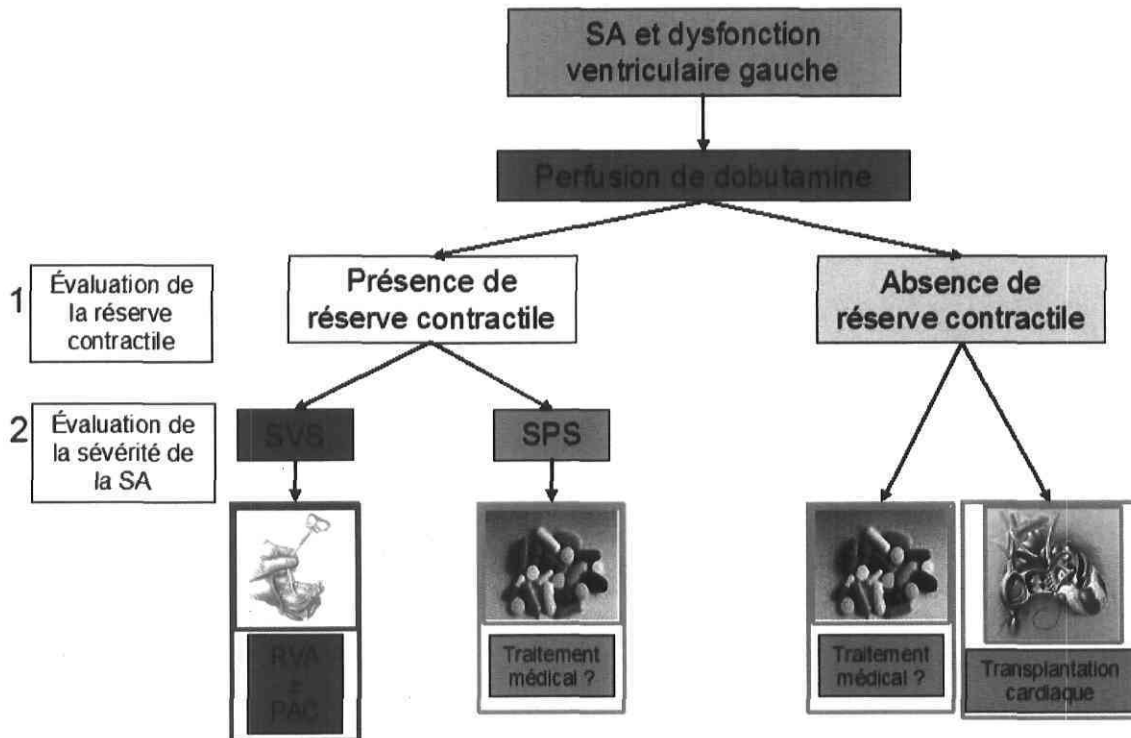 SA et dysfonction
ventriculaire gauche
Perfusion de dobutamine
1
Évaluation de
la réserve
contractile
Présence de
réserve contractile
Absence de
réserve contractile
2
Évaluation de
la sévérité de
la SA
SVS
SPS
RVA
±
PAC
Traitement
médical ?
Traitement
médical ?
Transplantation
cardiaque